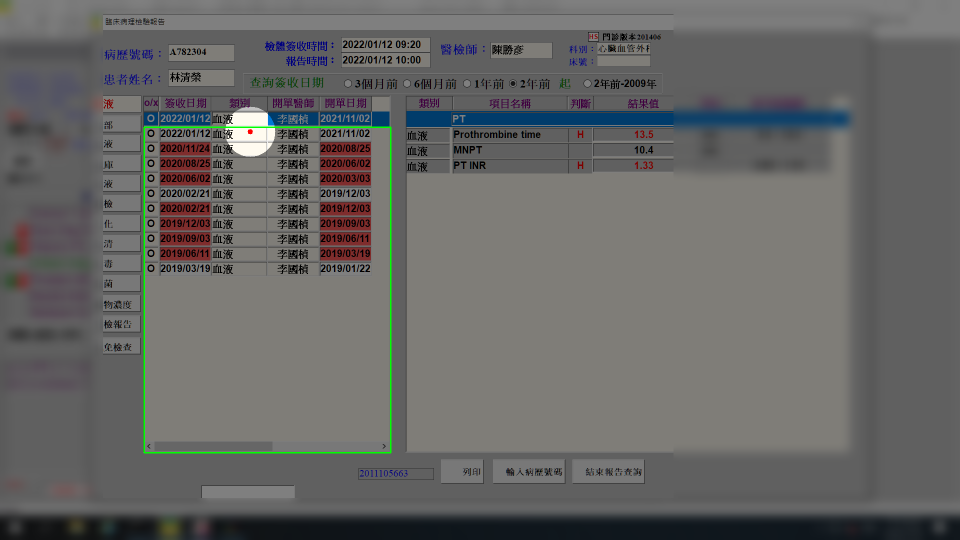 臨床病理檢驗報告
HS 門診版本201406
病歷號碼： A782304 檢體簽收時間： 2022/01/12 09:20 醫檢師： 陳勝彥 科別： 心臟血管外科
報告時間： 2022/01/12 10:00 床號：
患者姓名： 林清榮 查詢簽收日期 3個月前 6個月前 1年前 2年前 起 2年前-2009年
液 o/x 簽收日期 類別 開單醫師 開單日期 類別 項目名稱 判斷 結果值
O 2022/01/12 血液 李國楨 2021/11/02 PT
部 O 2022/01/12 血液 李國楨 2021/11/02 血液 Prothrombine time H 13.5
液 O 2020/11/24 血液 李國楨 2020/08/25 血液 MNPT 10.4
庫 O 2020/08/25 血液 李國楨 2020/06/02 血液 PT INR H 1.33
液 O 2020/06/02 血液 李國楨 2020/03/03
O 2020/02/21 血液 李國楨 2019/12/03
檢 O 2020/02/21 血液 李國楨 2019/12/03
化 O 2019/12/03 血液 李國楨 2019/09/03
清 O 2019/09/03 血液 李國楨 2019/06/11
毒 O 2019/06/11 血液 李國楨 2019/03/19
O 2019/03/19 血液 李國楨 2019/01/22
菌
物濃度
檢報告
免檢查
2011105663 列印 輸入病歷號碼 結束報告查詢